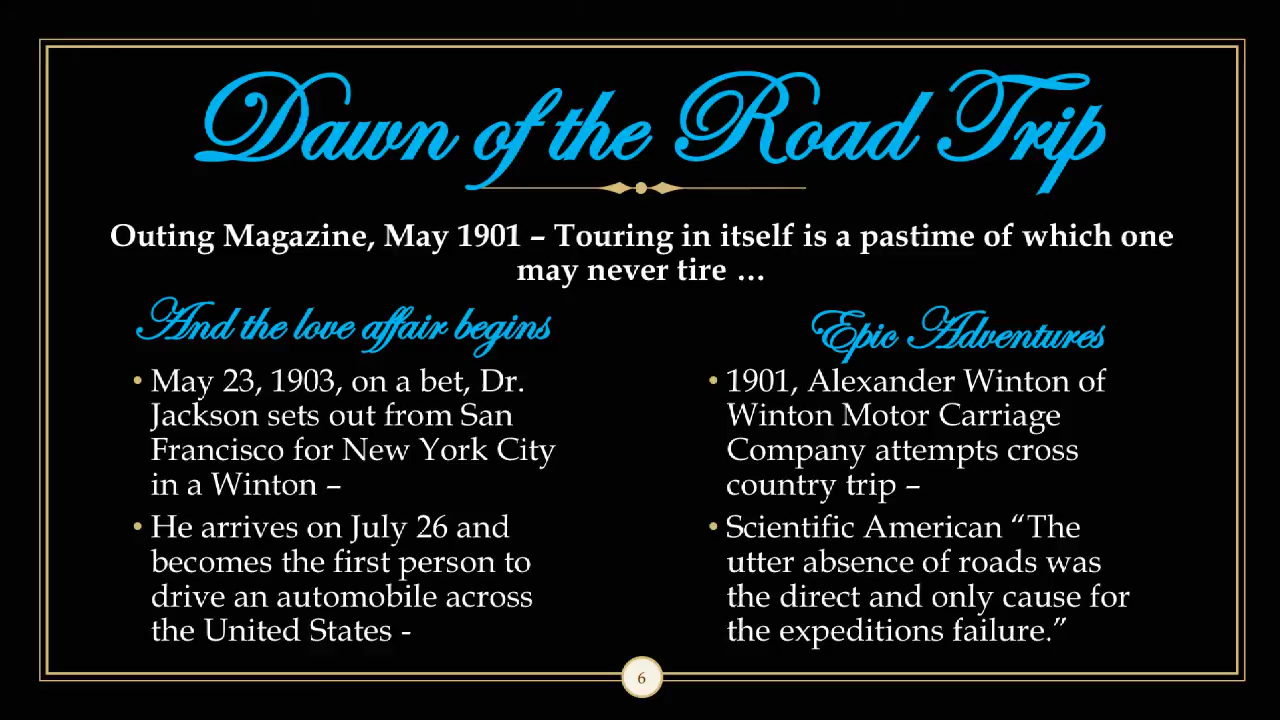 Dawn of the Road Trip
Outing Magazine, May 1901 – Touring in itself is a pastime of which one
may never tire …
And the love affair begins
• May 23, 1903, on a bet, Dr.
Jackson sets out from San
Francisco for New York City
in a Winton –
• He arrives on July 26 and
becomes the first person to
drive an automobile across
the United States -
Epic Adventures
• 1901, Alexander Winton of
Winton Motor Carriage
Company attempts cross
country trip –
• Scientific American “The
utter absence of roads was
the direct and only cause for
the expeditions failure.”
6